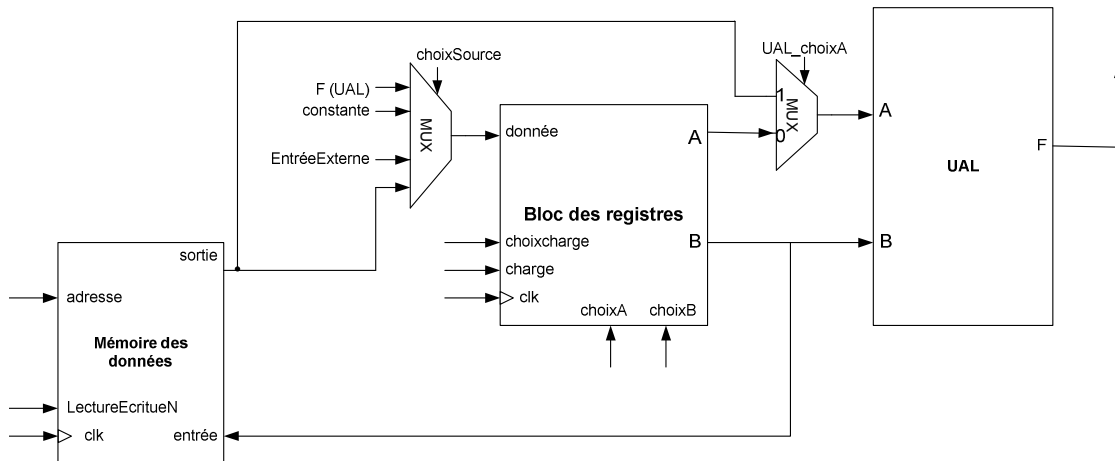 choixSource
UAL_choixA
F (UAL)
constante
MUX
EntréeExterne
donnée
A
Bloc des registres
B
choixcharge
charge
clk
choixA
choixB
1
0
MUX
A
B
UAL
F
sortie
adresse
Mémoire des
données
LectureEcritueN
clk
entrée